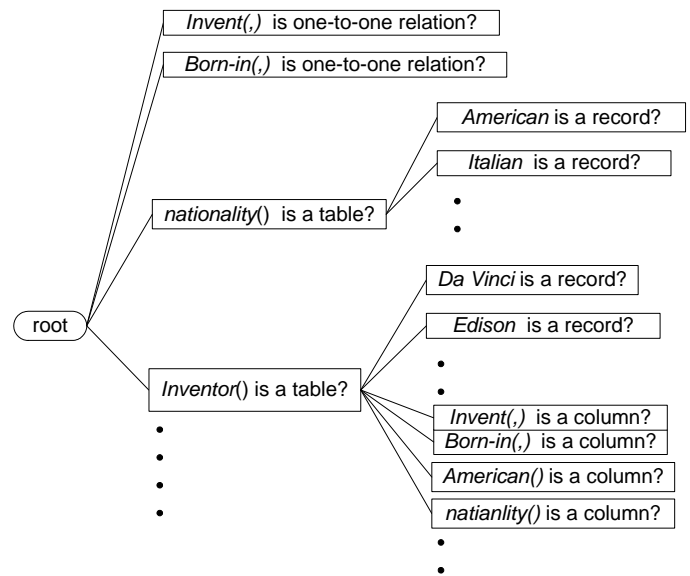 Invent(,) is one-to-one relation?
Born-in(,) is one-to-one relation?
American is a record?
Italian is a record?
nationality() is a table?
Da Vinci is a record?
root
Edison is a record?
Inventor() is a table?
Invent(,) is a column?
Born-in(,) is a column?
American() is a column?
natianlity() is a column?